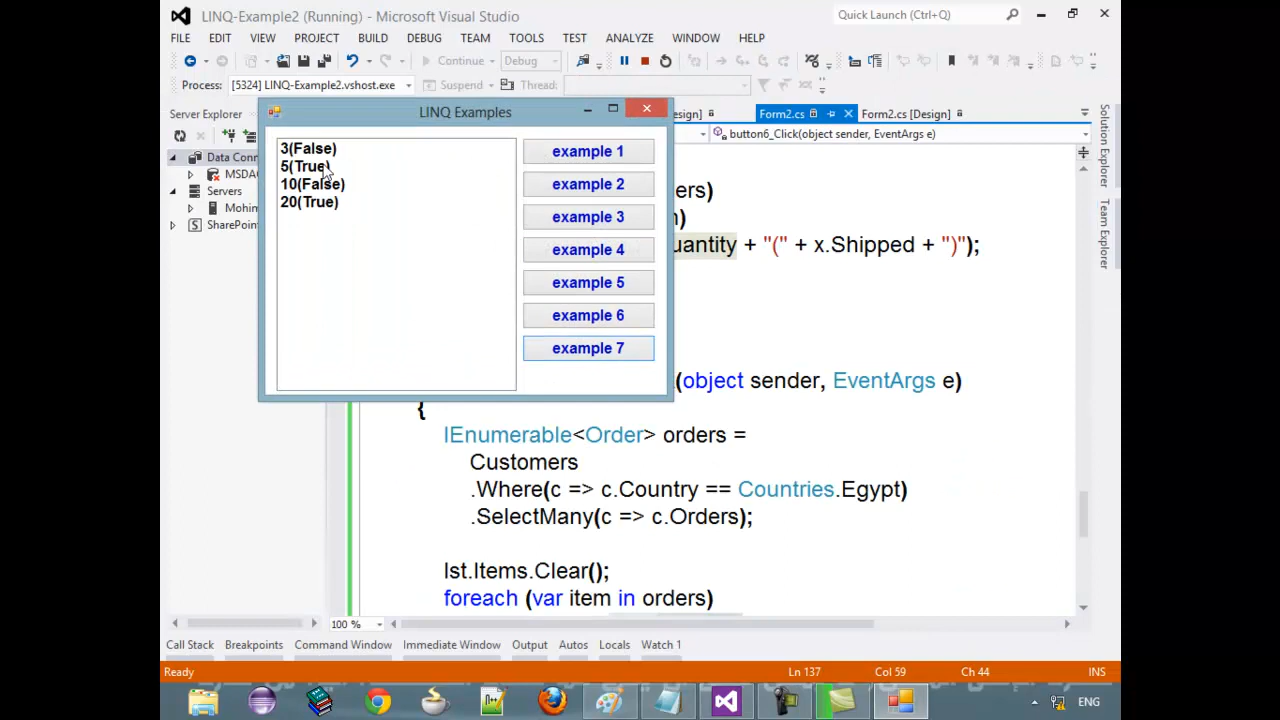 LINQ-Example2 (Running) - Microsoft Visual Studio
Quick Launch (Ctrl+Q)
FILE EDIT VIEW PROJECT BUILD DEBUG TEAM TOOLS TEST ANALYZE WINDOW HELP
Continue Debug
Process: [5324] LINQ-Example2.vshost.exe Suspend Thread:
Server Explorer
LINQ Examples
esign] Form2.cs Form2.cs [Design]
button6_Click(object sender, EventArgs e)
Data Conn
MSDA
Servers
Mohim
SharePoint
3(False)
5(True)
10(False)
20(True)
example 1
example 2
example 3
example 4
example 5
example 6
example 7
ers)
)
uantity + "(" + x.Shipped + ")");
(object sender, EventArgs e)
{
IEnumerable<Order> orders =
Customers
.Where(c => c.Country == Countries.Egypt)
.SelectMany(c => c.Orders);
lst.Items.Clear();
foreach (var item in orders)
Solution Explorer
Team Explorer
100 %
Call Stack Breakpoints Command Window Immediate Window Output Autos Locals Watch 1
Ready Ln 137 Col 59 Ch 44 INS
ENG